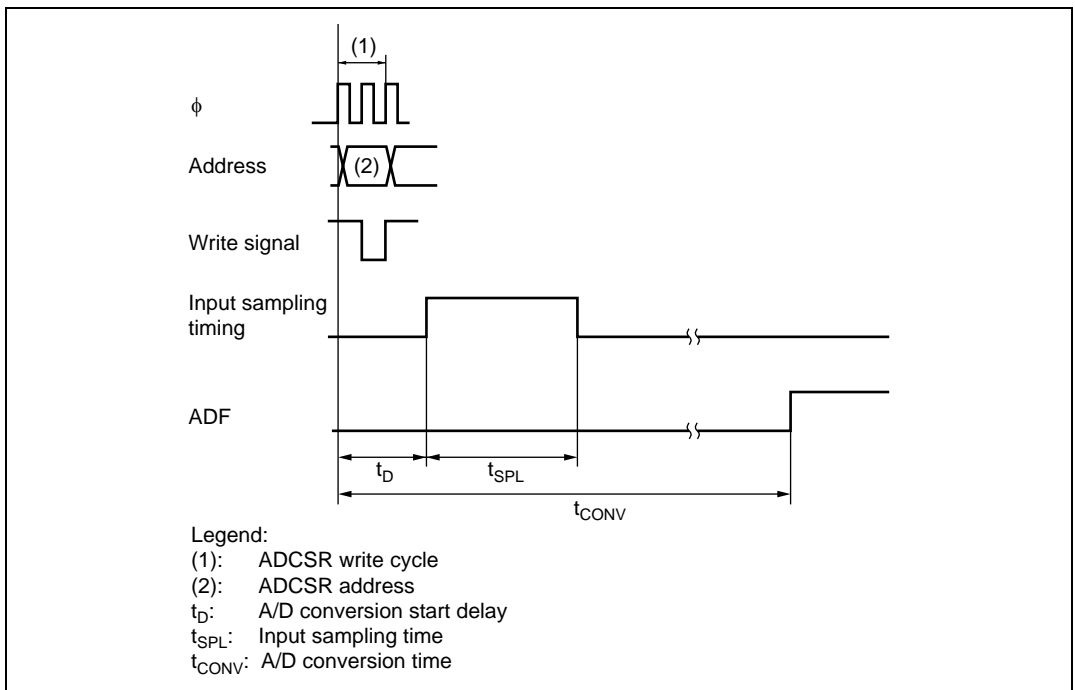 (1)
ϕ
Address
(2)
Write signal
Input sampling
timing
ADF
tD
tSPL
tCONV
Legend:
(1): ADCSR write cycle
(2): ADCSR address
tD: A/D conversion start delay
tSPL: Input sampling time
tCONV: A/D conversion time